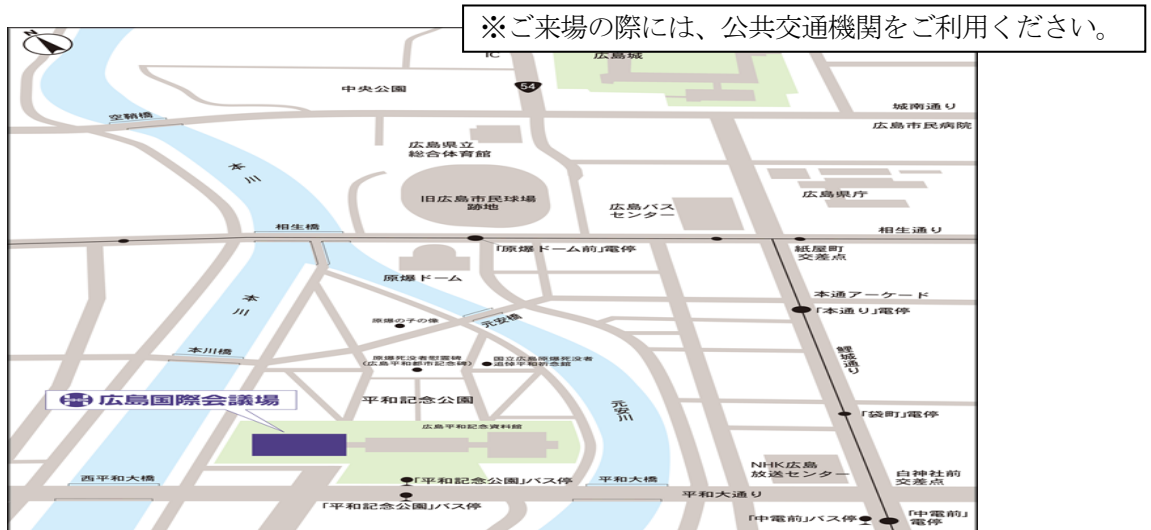 ※ご来場の際には、公共交通機関をご利用ください。
IC
広島城
中央公園
54
城南通り
空鞘橋
広島市民病院
広島県立
総合体育館
本川
旧広島市民球場
跡地
広島バス
センター
広島県庁
相生橋
相生通り
「原爆ドーム前」電停
紙屋町
交差点
原爆ドーム
本川
本通アーケード
「本通り」電停
原爆の子の像
元安橋
本川橋
原爆死没者慰霊碑
(広島平和都市記念碑)
国立広島原爆死没者
追悼平和祈念館
鯉城通り
広島国際会議場
平和記念公園
元安川
「袋町」電停
広島平和記念資料館
NHK広島
放送センター
白神社前
交差点
西平和大橋
「平和記念公園」バス停
平和大橋
平和大通り
「平和記念公園」バス停
「中電前」バス停
「中電前」
電停